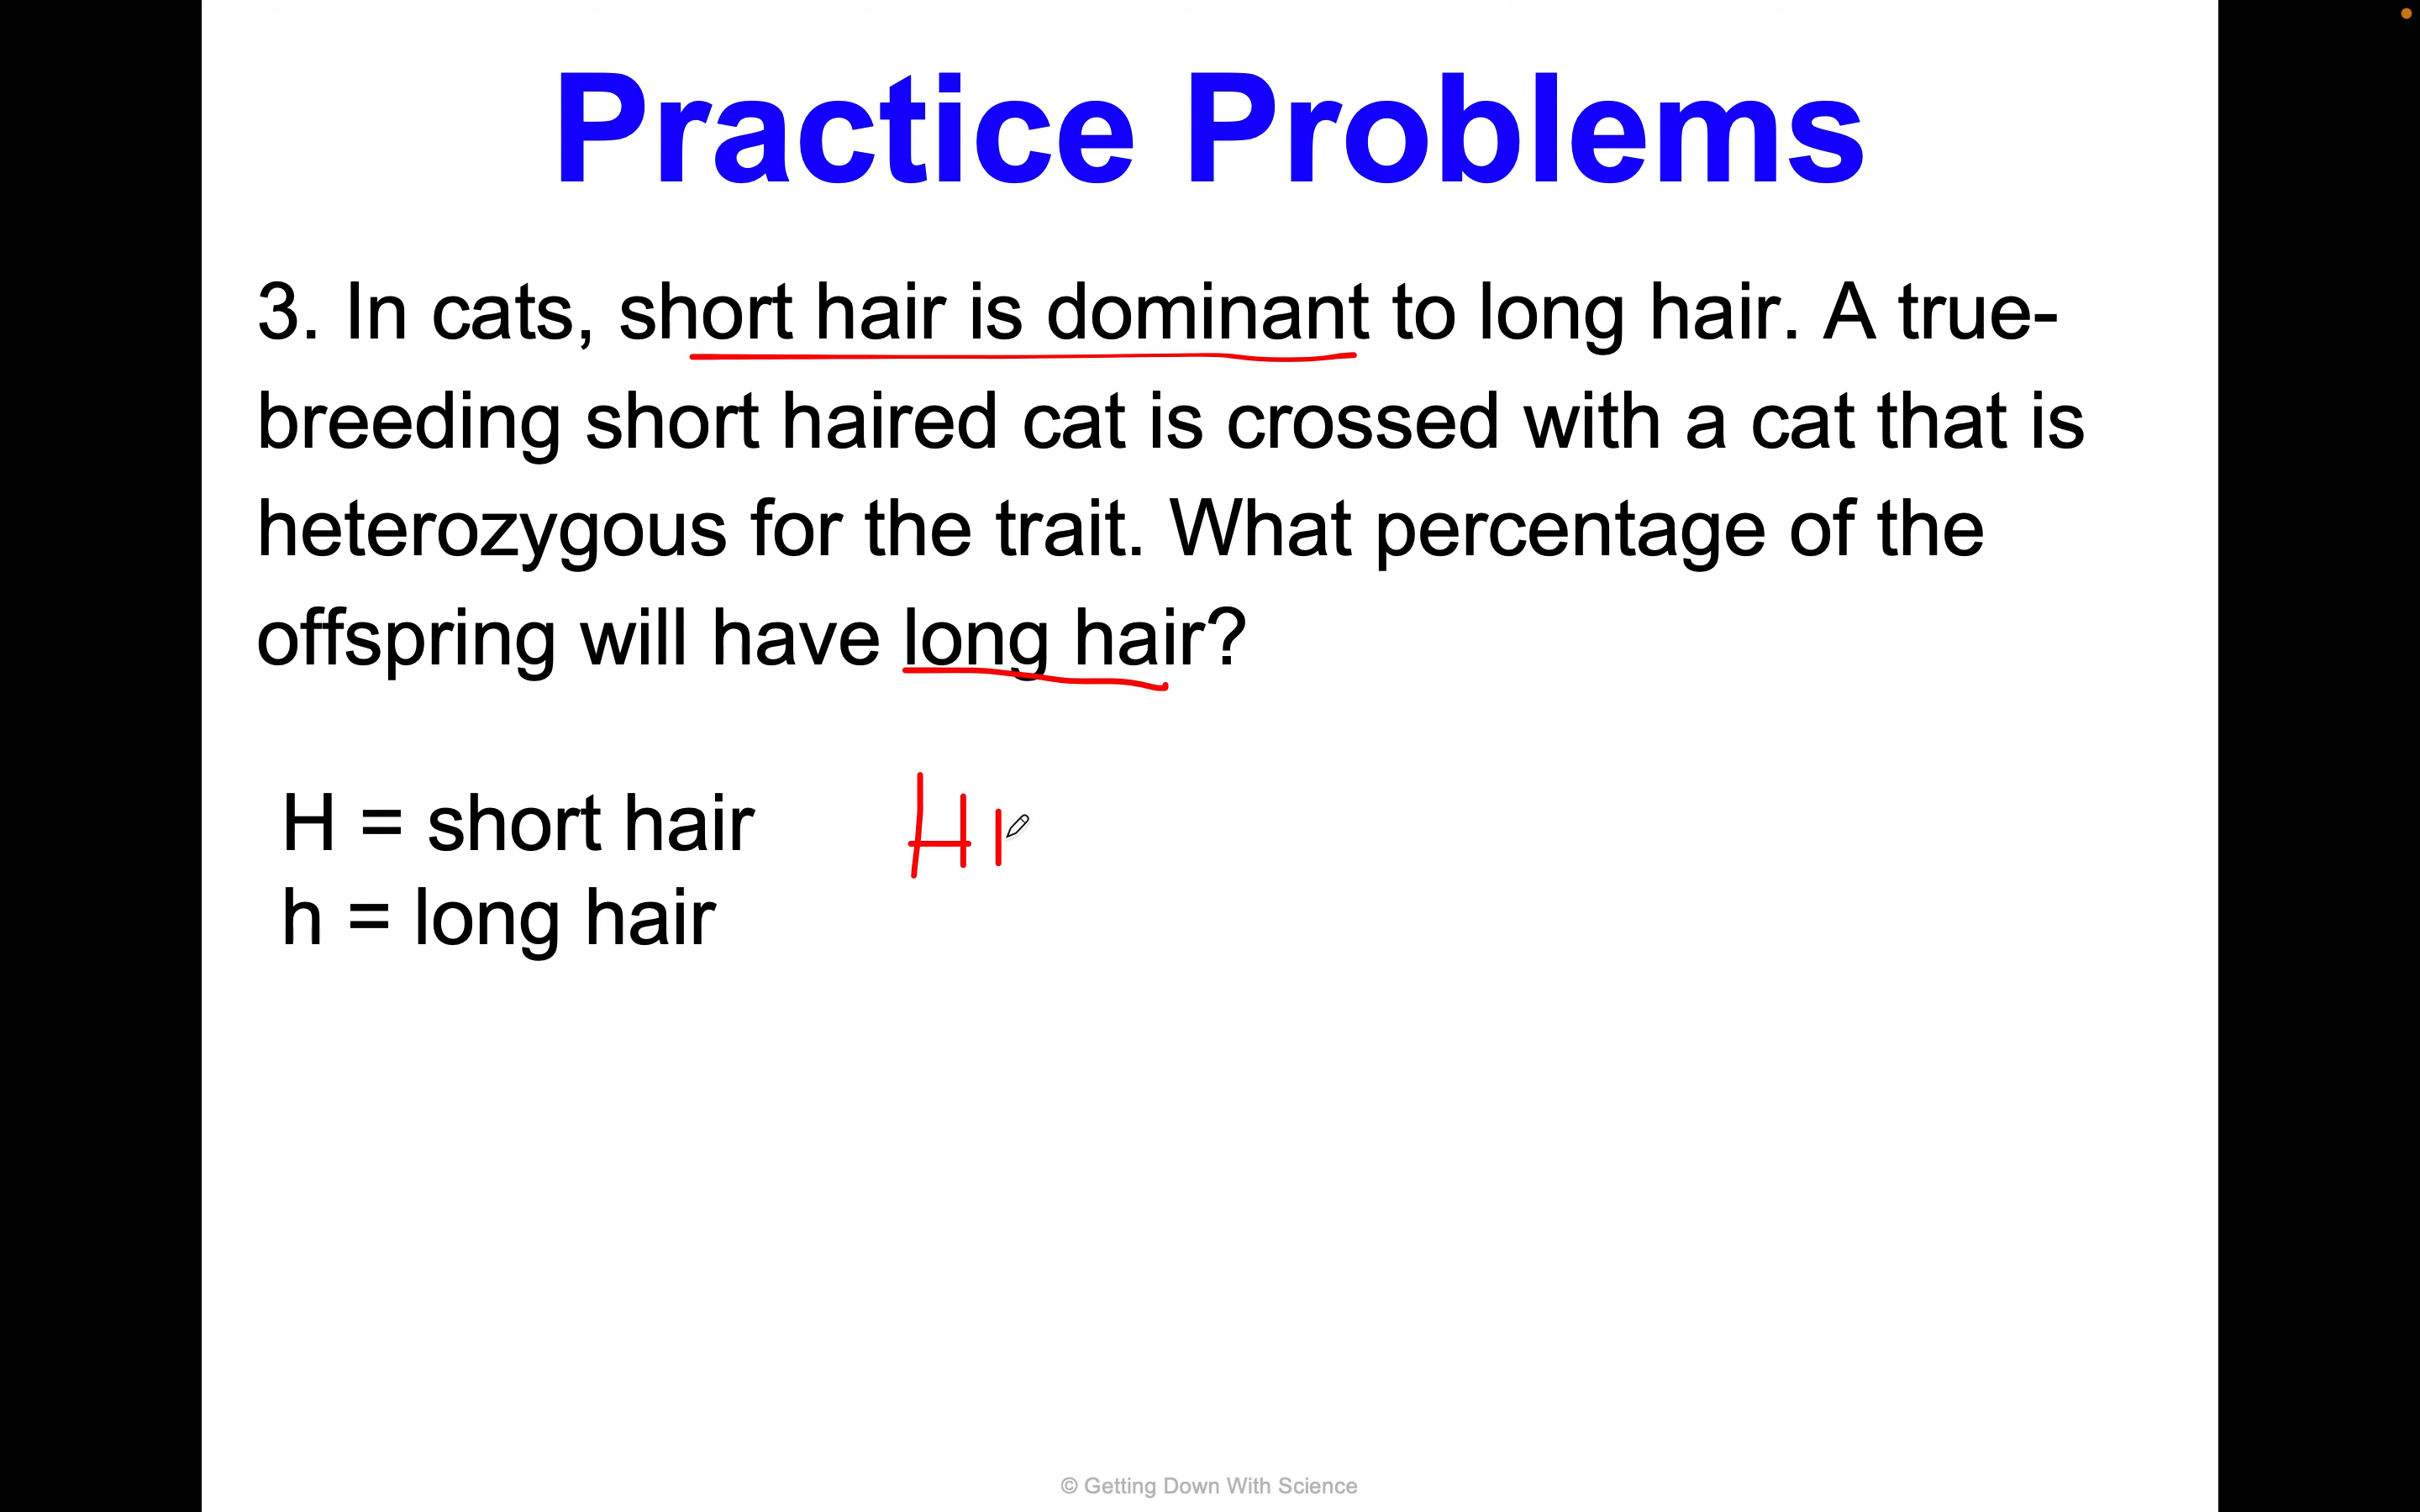 Practice Problems
3. In cats, short hair is dominant to long hair. A true-
breeding short haired cat is crossed with a cat that is
heterozygous for the trait. What percentage of the
offspring will have long hair?
H = short hair
H
h = long hair
© Getting Down With Science